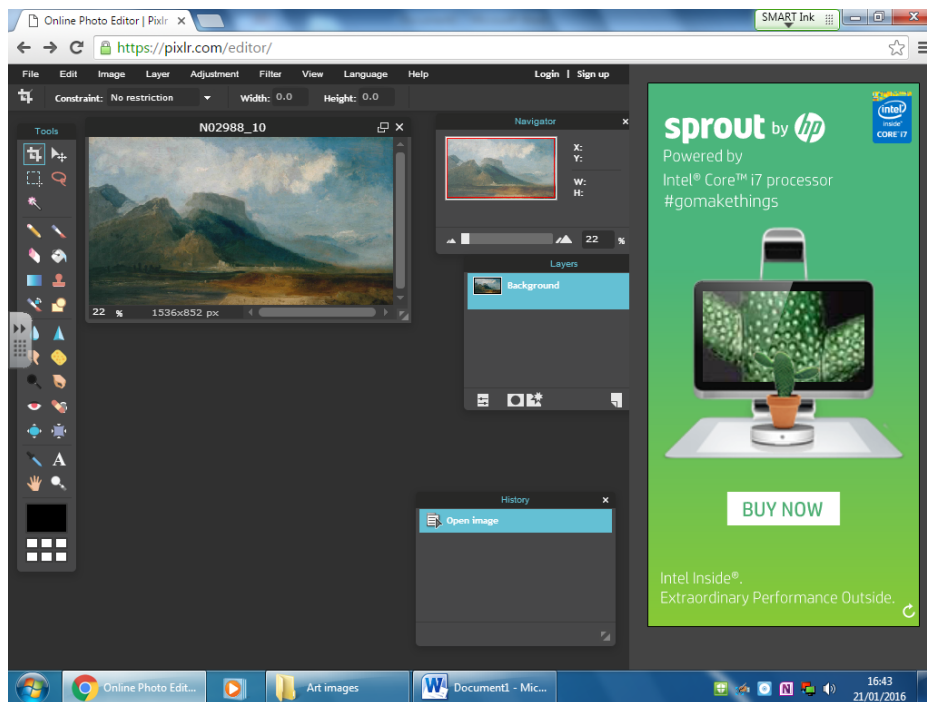 Online Photo Editor | Pixlr
SMART Ink
https://pixlr.com/editor/
File Edit Image Layer Adjustment Filter View Language Help Login | Sign up
Constraint: No restriction Width: 0.0 Height: 0.0
Tools
N02988_10
22 % 1536x852 px
Navigator
X:
Y:
W:
H:
22 %
Layers
Background
History
Open image
sprout by hp
intel
inside
CORE i7
Powered by
Intel® Core™ i7 processor
#gomakethings
BUY NOW
Intel Inside®.
Extraordinary Performance Outside.
A
Online Photo Edit...
Art images
W Document1 - Mic...
N
16:43
21/01/2016